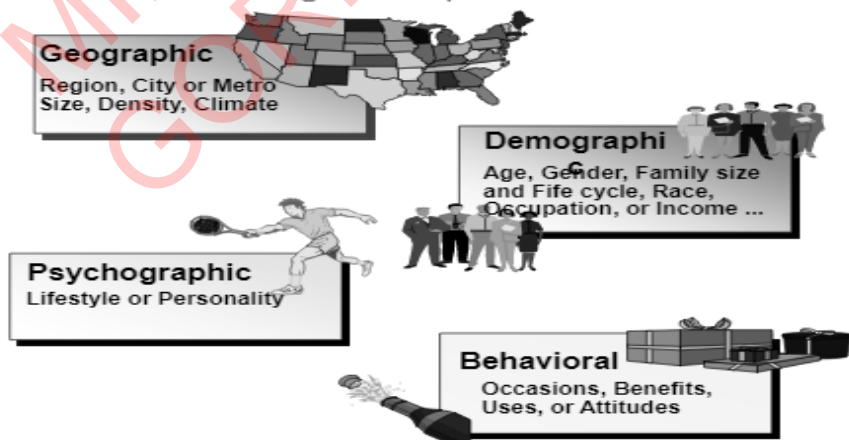 Geographic
Region, City or Metro
Size, Density, Climate
Demographi
c
Age, Gender, Family size
and Fife cycle, Race,
Occupation, or Income ...
Psychographic
Lifestyle or Personality
Behavioral
Occasions, Benefits,
Uses, or Attitudes